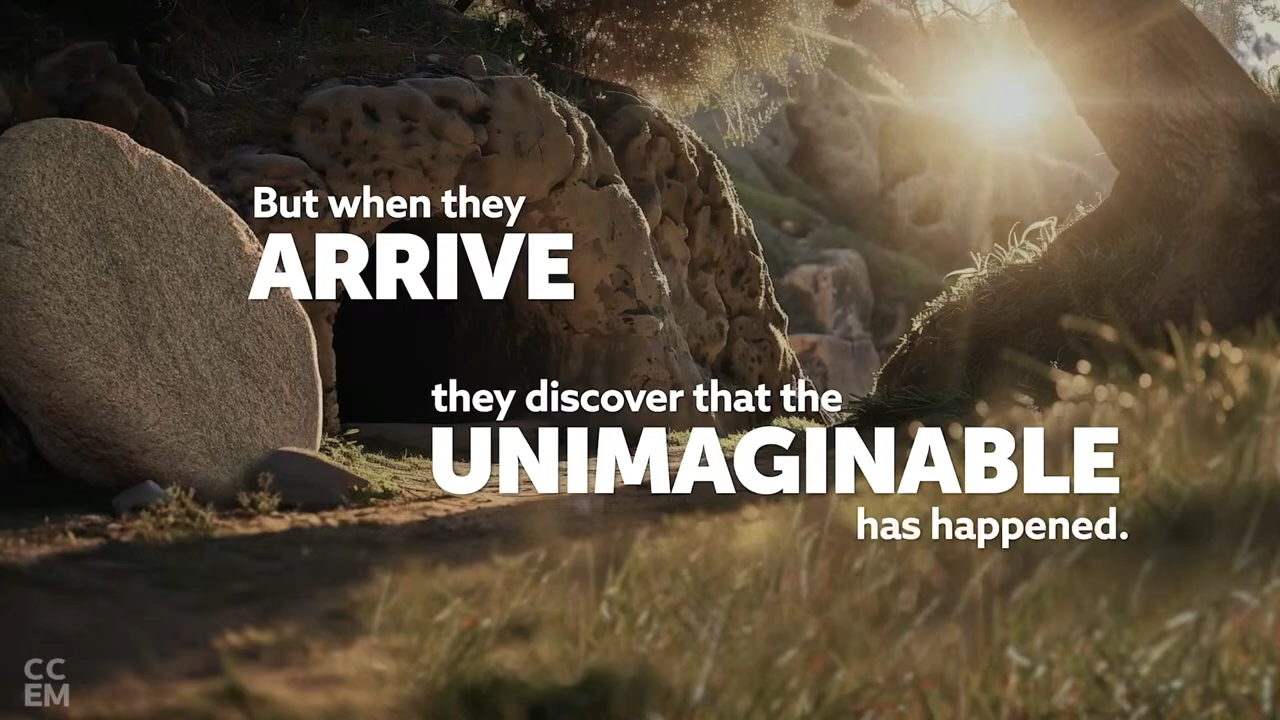 But when they
ARRIVE
they discover that the
UNIMAGINABLE
has happened.
CC
EM